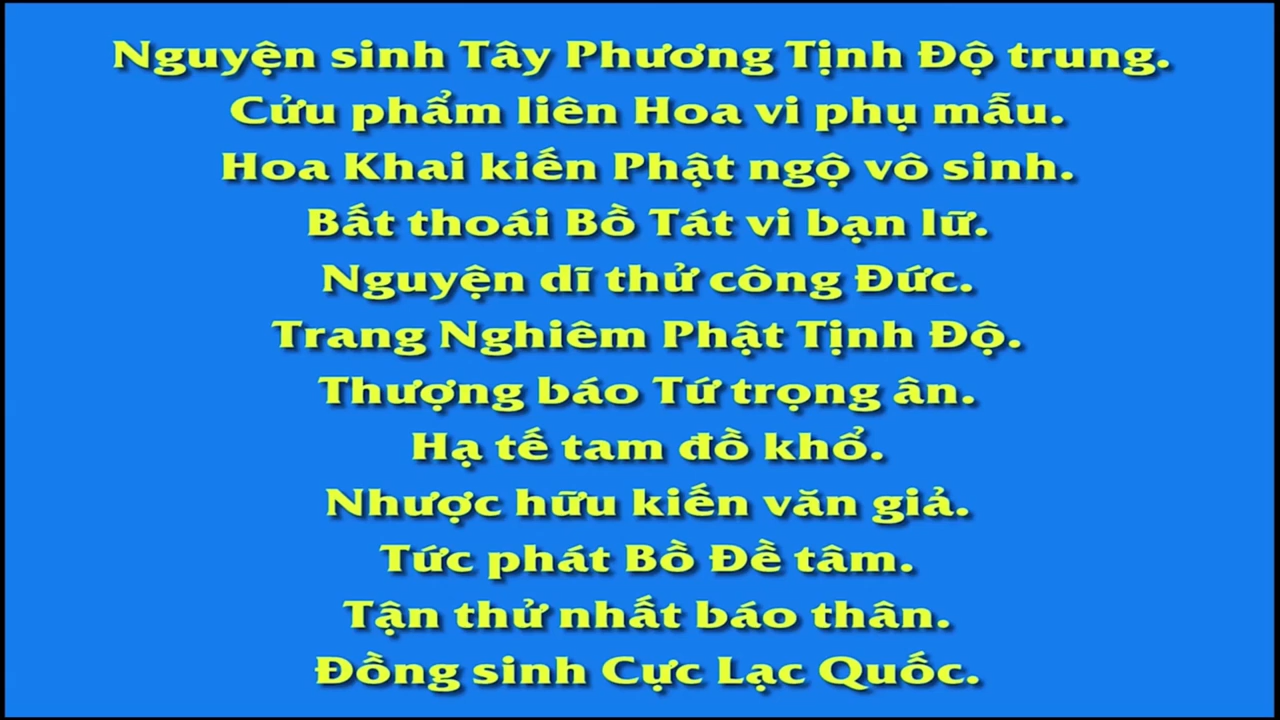 Nguyện sinh Tây Phương Tịnh Độ trung.
Cửu phẩm liên Hoa vi phụ mẫu.
Hoa Khai kiến Phật ngộ vô sinh.
Bất thoái Bồ Tát vi bạn lữ.
Nguyện dĩ thử công Đức.
Trang Nghiêm Phật Tịnh Độ.
Thượng báo Tứ trọng ân.
Hạ tế tam đồ khổ.
Nhược hữu kiến văn giả.
Tức phát Bồ Đề tâm.
Tận thử nhất báo thân.
Đồng sinh Cực Lạc Quốc.